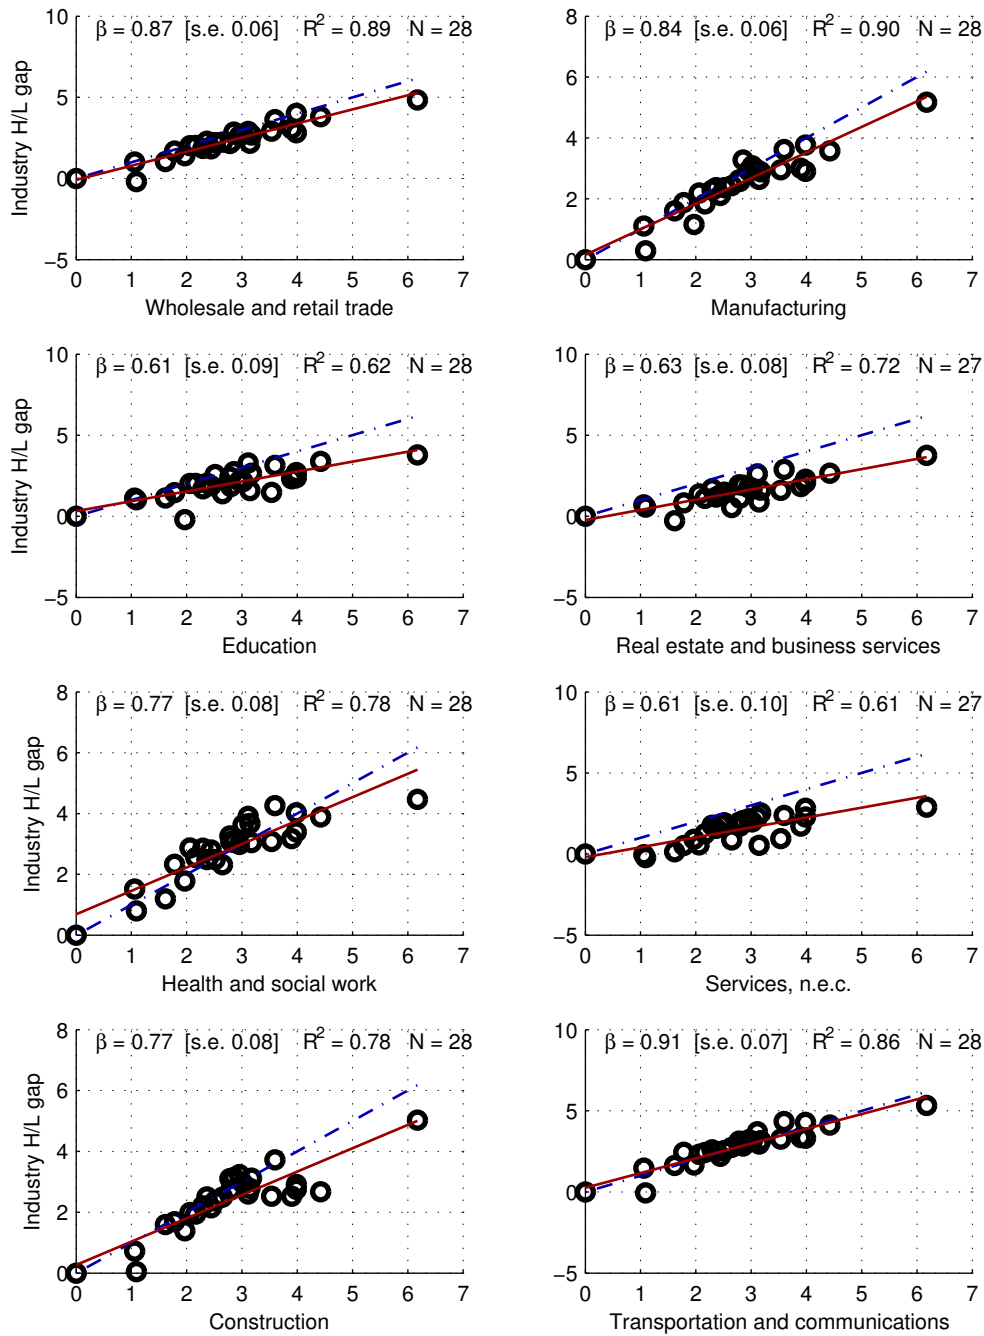 β = 0.87 [s.e. 0.06] R² = 0.89 N = 28
10
5
0
−5
Industry H/L gap
0 1 2 3 4 5 6 7
Wholesale and retail trade
β = 0.84 [s.e. 0.06] R² = 0.90 N = 28
8
6
4
2
0
0 1 2 3 4 5 6 7
Manufacturing
β = 0.61 [s.e. 0.09] R² = 0.62 N = 28
10
5
0
−5
Industry H/L gap
0 1 2 3 4 5 6 7
Education
β = 0.63 [s.e. 0.08] R² = 0.72 N = 27
10
5
0
−5
0 1 2 3 4 5 6 7
Real estate and business services
β = 0.77 [s.e. 0.08] R² = 0.78 N = 28
8
6
4
2
0
Industry H/L gap
0 1 2 3 4 5 6 7
Health and social work
β = 0.61 [s.e. 0.10] R² = 0.61 N = 27
10
5
0
−5
0 1 2 3 4 5 6 7
Services, n.e.c.
β = 0.77 [s.e. 0.08] R² = 0.78 N = 28
8
6
4
2
0
Industry H/L gap
0 1 2 3 4 5 6 7
Construction
β = 0.91 [s.e. 0.07] R² = 0.86 N = 28
10
5
0
−5
0 1 2 3 4 5 6 7
Transportation and communications